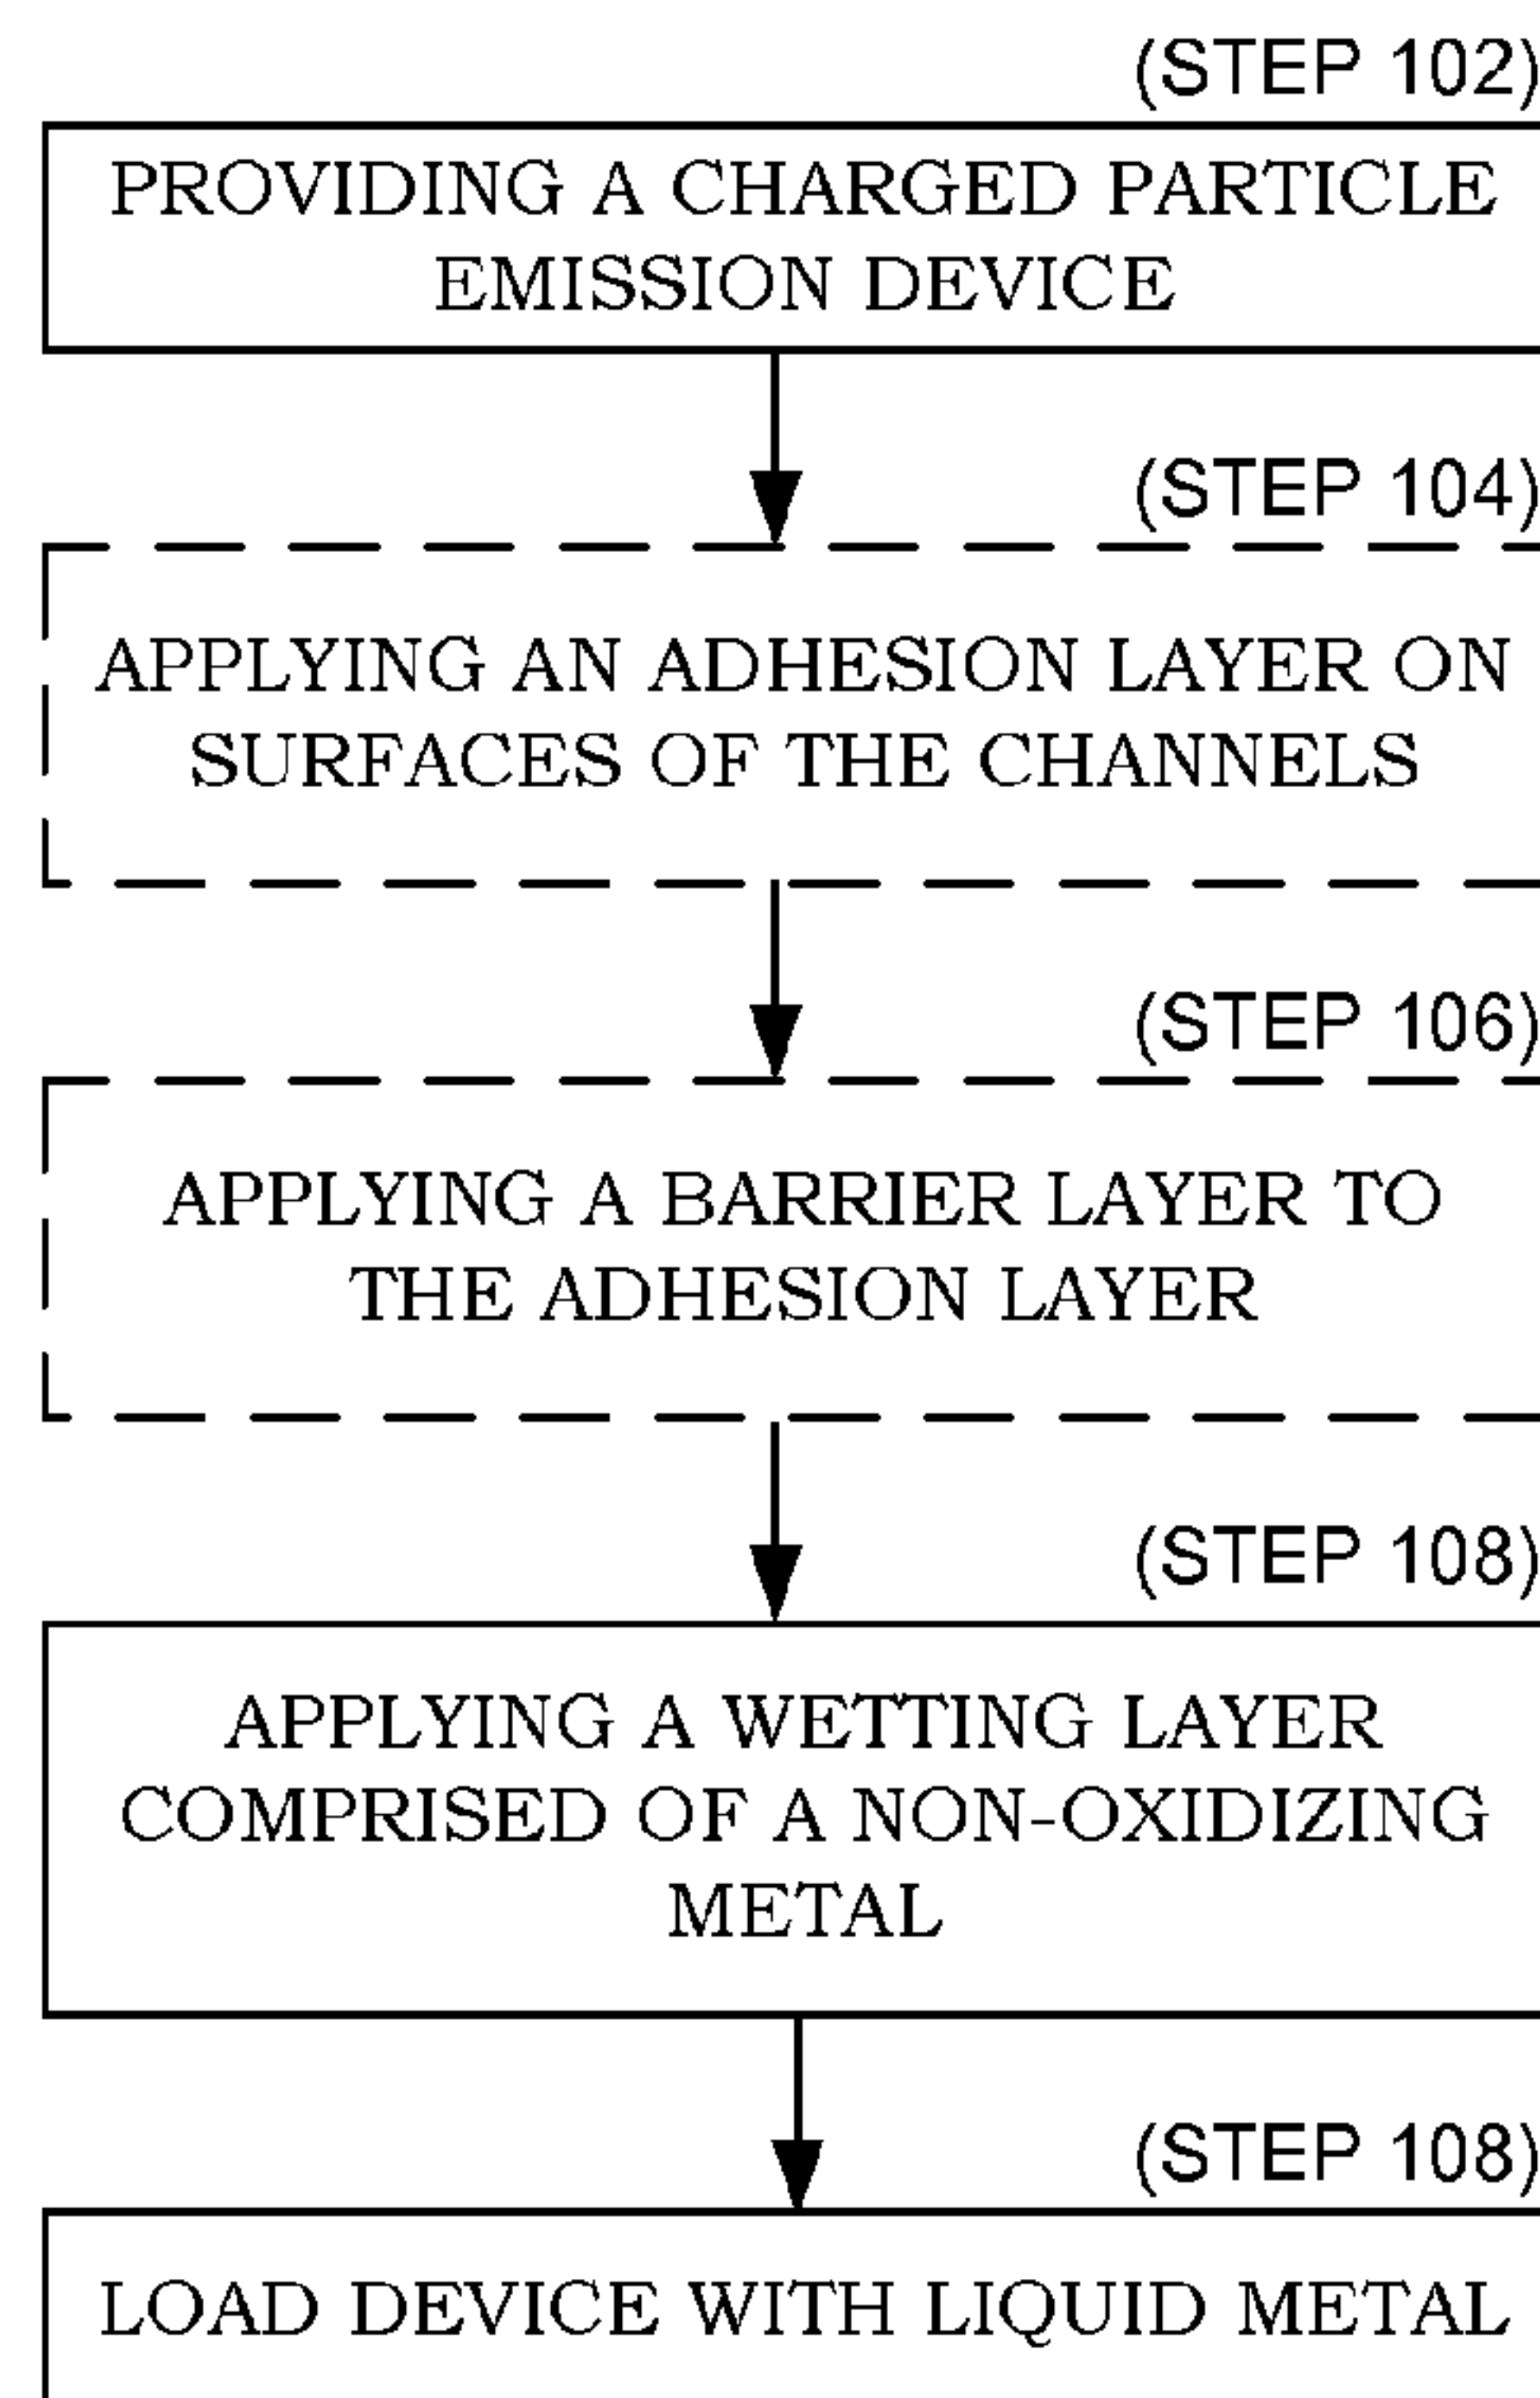 (STEP 102)
PROVIDING A CHARGED PARTICLE
EMISSION DEVICE
(STEP 104)
APPLYING AN ADHESION LAYER ON
SURFACES OF THE CHANNELS
(STEP 106)
APPLYING A BARRIER LAYER TO
THE ADHESION LAYER
(STEP 108)
APPLYING A WETTING LAYER
COMPRISED OF A NON-OXIDIZING
METAL
(STEP 108)
LOAD DEVICE WITH LIQUID METAL